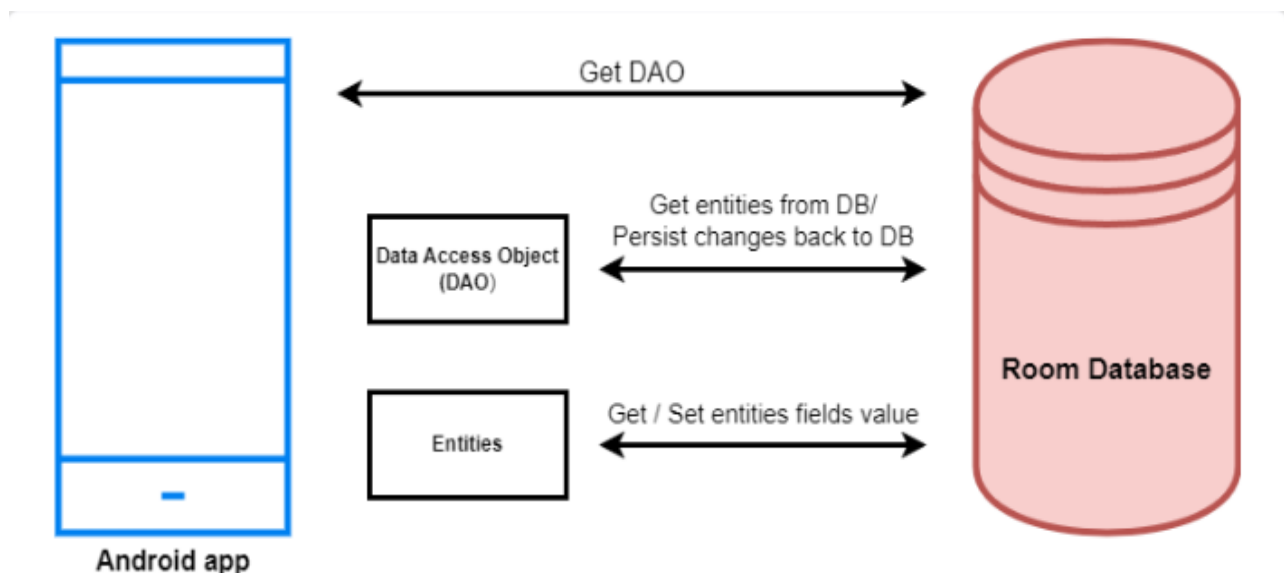 Get DAO
Get entities from DB/
Persist changes back to DB
Data Access Object
(DAO)
Room Database
Get / Set entities fields value
Entities
Android app